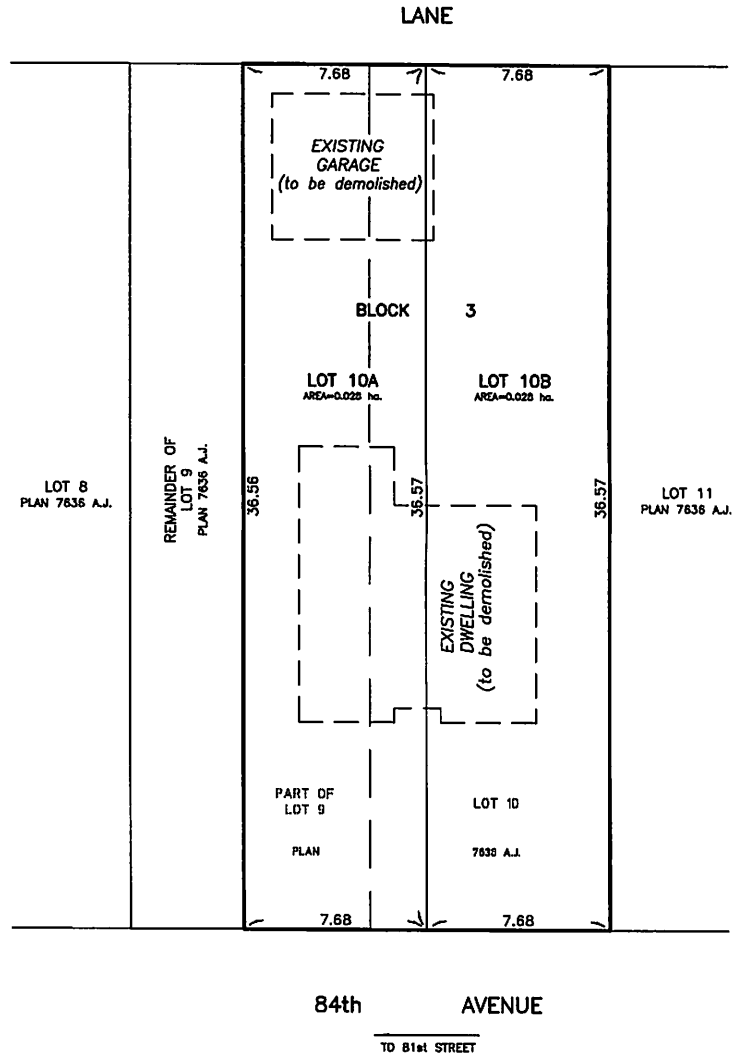 LANE
7.68
7.68
EXISTING
GARAGE
(to be demolished)
BLOCK 3
LOT 10A
AREA=0.028 ha.
LOT 10B
AREA=0.028 ha.
LOT 8
PLAN 7636 A.J.
REMAINDER OF
LOT 9
PLAN 7636 A.J.
36.56
36.57
36.57
LOT 11
PLAN 7636 A.J.
EXISTING
DWELLING
(to be demolished)
PART OF
LOT 9
LOT 10
PLAN 7636 A.J.
7.68
7.68
84th AVENUE
TO 81st STREET